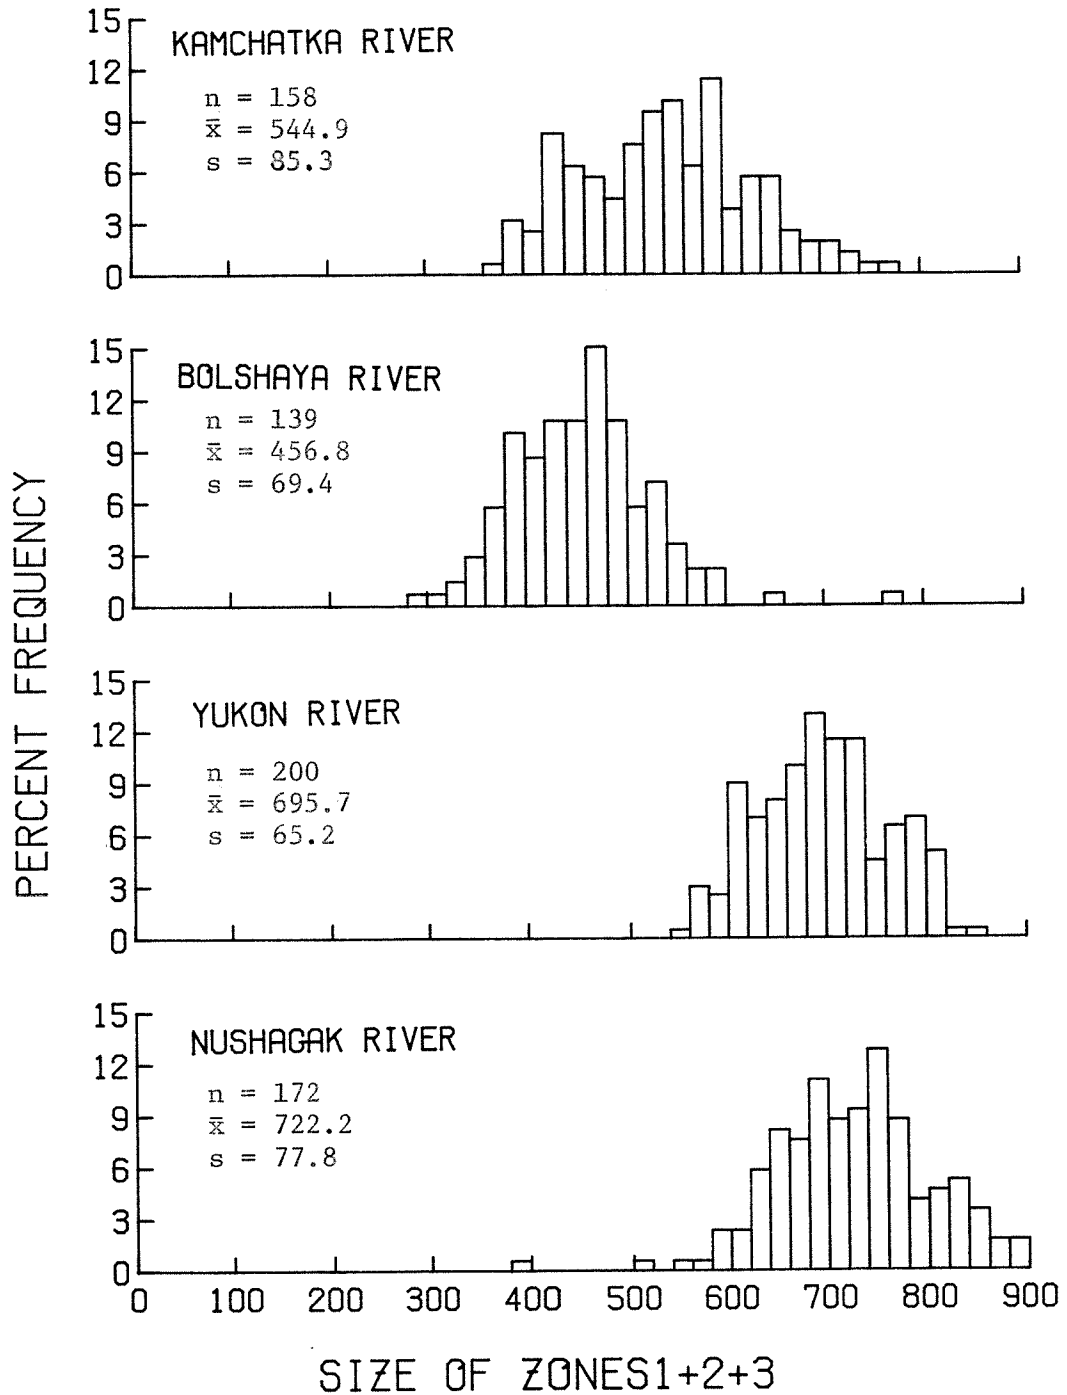 PERCENT FREQUENCY
15
KAMCHATKA RIVER
12
n = 158
x̄ = 544.9
9
s = 85.3
6
3
0
15
BOLSHAYA RIVER
12
n = 139
x̄ = 456.8
9
s = 69.4
6
3
0
15
YUKON RIVER
12
n = 200
x̄ = 695.7
9
s = 65.2
6
3
0
15
NUSHAGAK RIVER
12
n = 172
x̄ = 722.2
9
s = 77.8
6
3
0
0 100 200 300 400 500 600 700 800 900
SIZE OF ZONES1+2+3